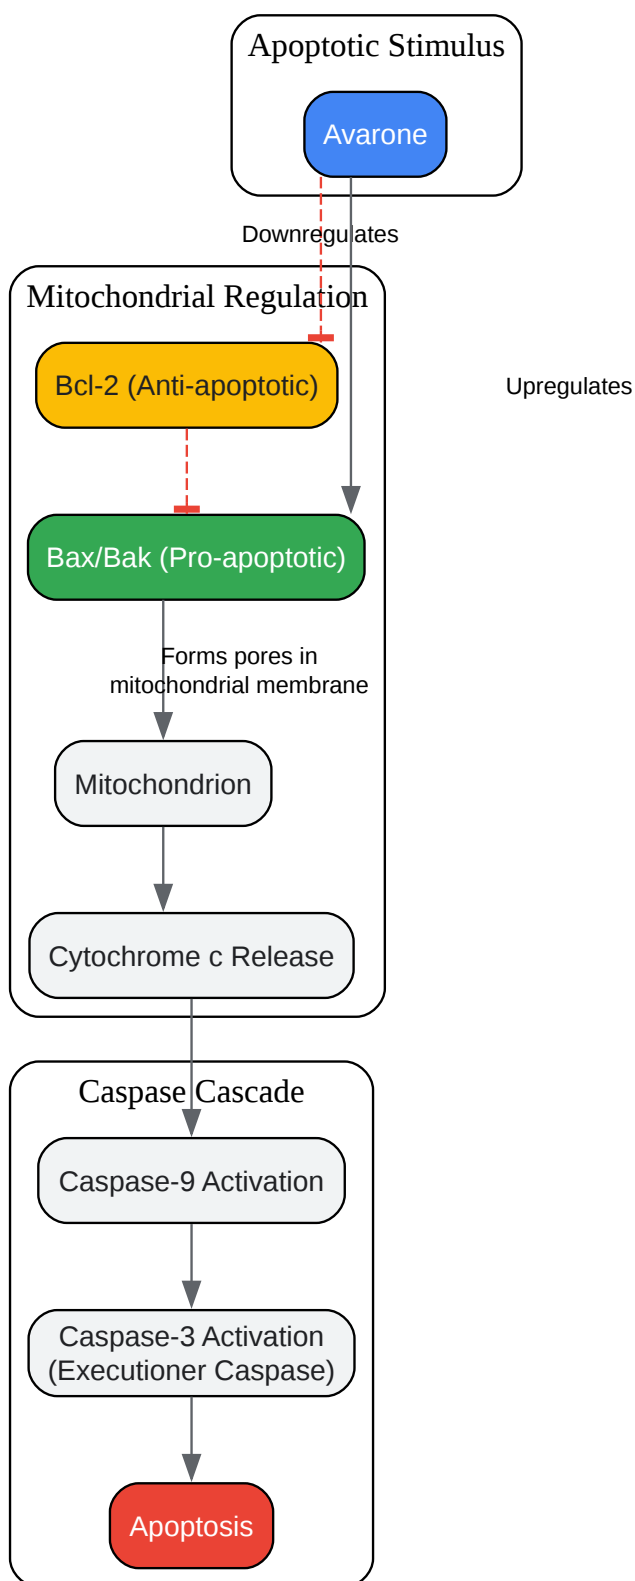 Apoptotic Stimulus
Avarone
Downregulates
Mitochondrial Regulation
Bcl-2 (Anti-apoptotic)
Upregulates
Bax/Bak (Pro-apoptotic)
Forms pores in
mitochondrial membrane
Mitochondrion
Cytochrome c Release
Caspase Cascade
Caspase-9 Activation
Caspase-3 Activation
(Executioner Caspase)
Apoptosis